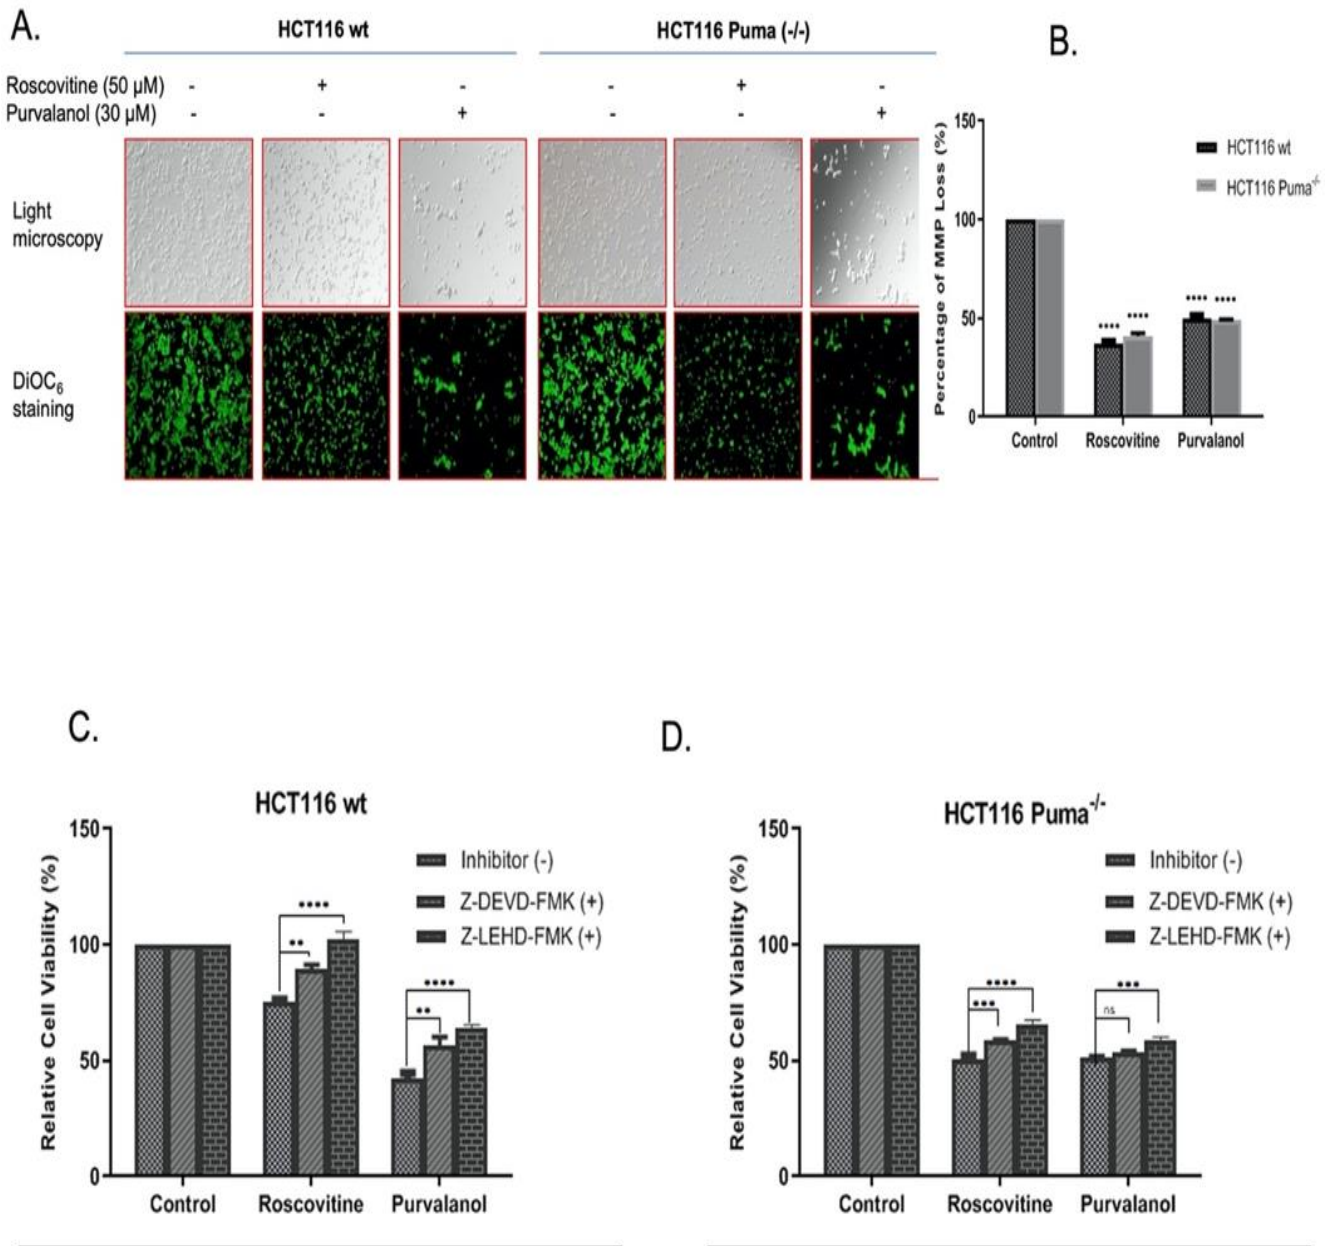 A.
HCT116 wt
HCT116 Puma (-/-)
Roscovitine (50 µM) - + - - + -
Purvalanol (30 µM) - - + - - +
Light
microscopy
DiOC6
staining
B.
Percentage of MMP Loss (%)
150
100
50
0
HCT116 wt
HCT116 Puma-/-
**** ****
**** ****
Control Roscovitine Purvalanol
C.
HCT116 wt
Relative Cell Viability (%)
150
100
50
0
Inhibitor (-)
Z-DEVD-FMK (+)
Z-LEHD-FMK (+)
****
**
****
**
Control Roscovitine Purvalanol
D.
HCT116 Puma-/-
Relative Cell Viability (%)
150
100
50
0
Inhibitor (-)
Z-DEVD-FMK (+)
Z-LEHD-FMK (+)
****
***
***
ns
Control Roscovitine Purvalanol